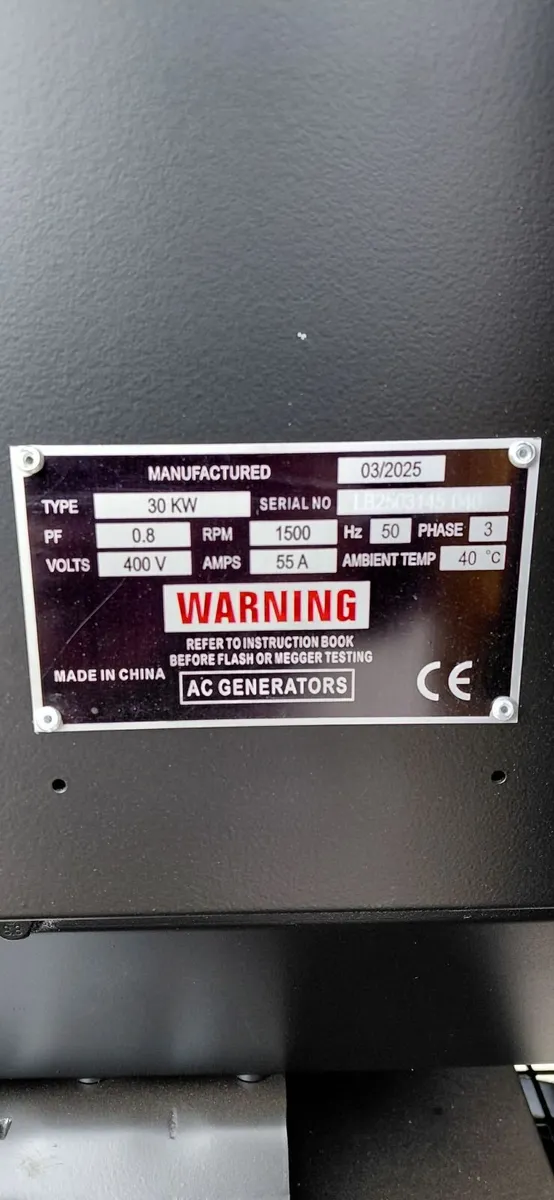 MANUFACTURED 03/2025
TYPE 30 KW SERIAL NO
PF 0.8 RPM 1500 Hz 50 PHASE 3
VOLTS 400 V AMPS 55 A AMBIENT TEMP 40 °C
WARNING
REFER TO INSTRUCTION BOOK
BEFORE FLASH OR MEGGER TESTING
MADE IN CHINA AC GENERATORS CE